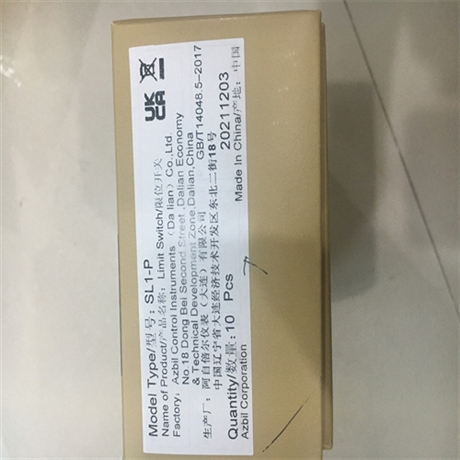 Model Type/型号: SL1-P
Name of Product/产品名称: Limit Switch/限位开关
Factory: Azbil Control Instruments (Da lian) Co.,Ltd
No.18 Dong Bei Second Street ,Dalian Economy
& Technical Development Zone,Dalian,China
生产厂: 阿自倍尔仪表(大连)有限公司
中国辽宁省大连经济技术开发区东北二街18号
Quantity/数量:10 Pcs
Azbil Corporation
UK
CA
GB/T14048.5-2017
20211203
Made In China/产地: 中国